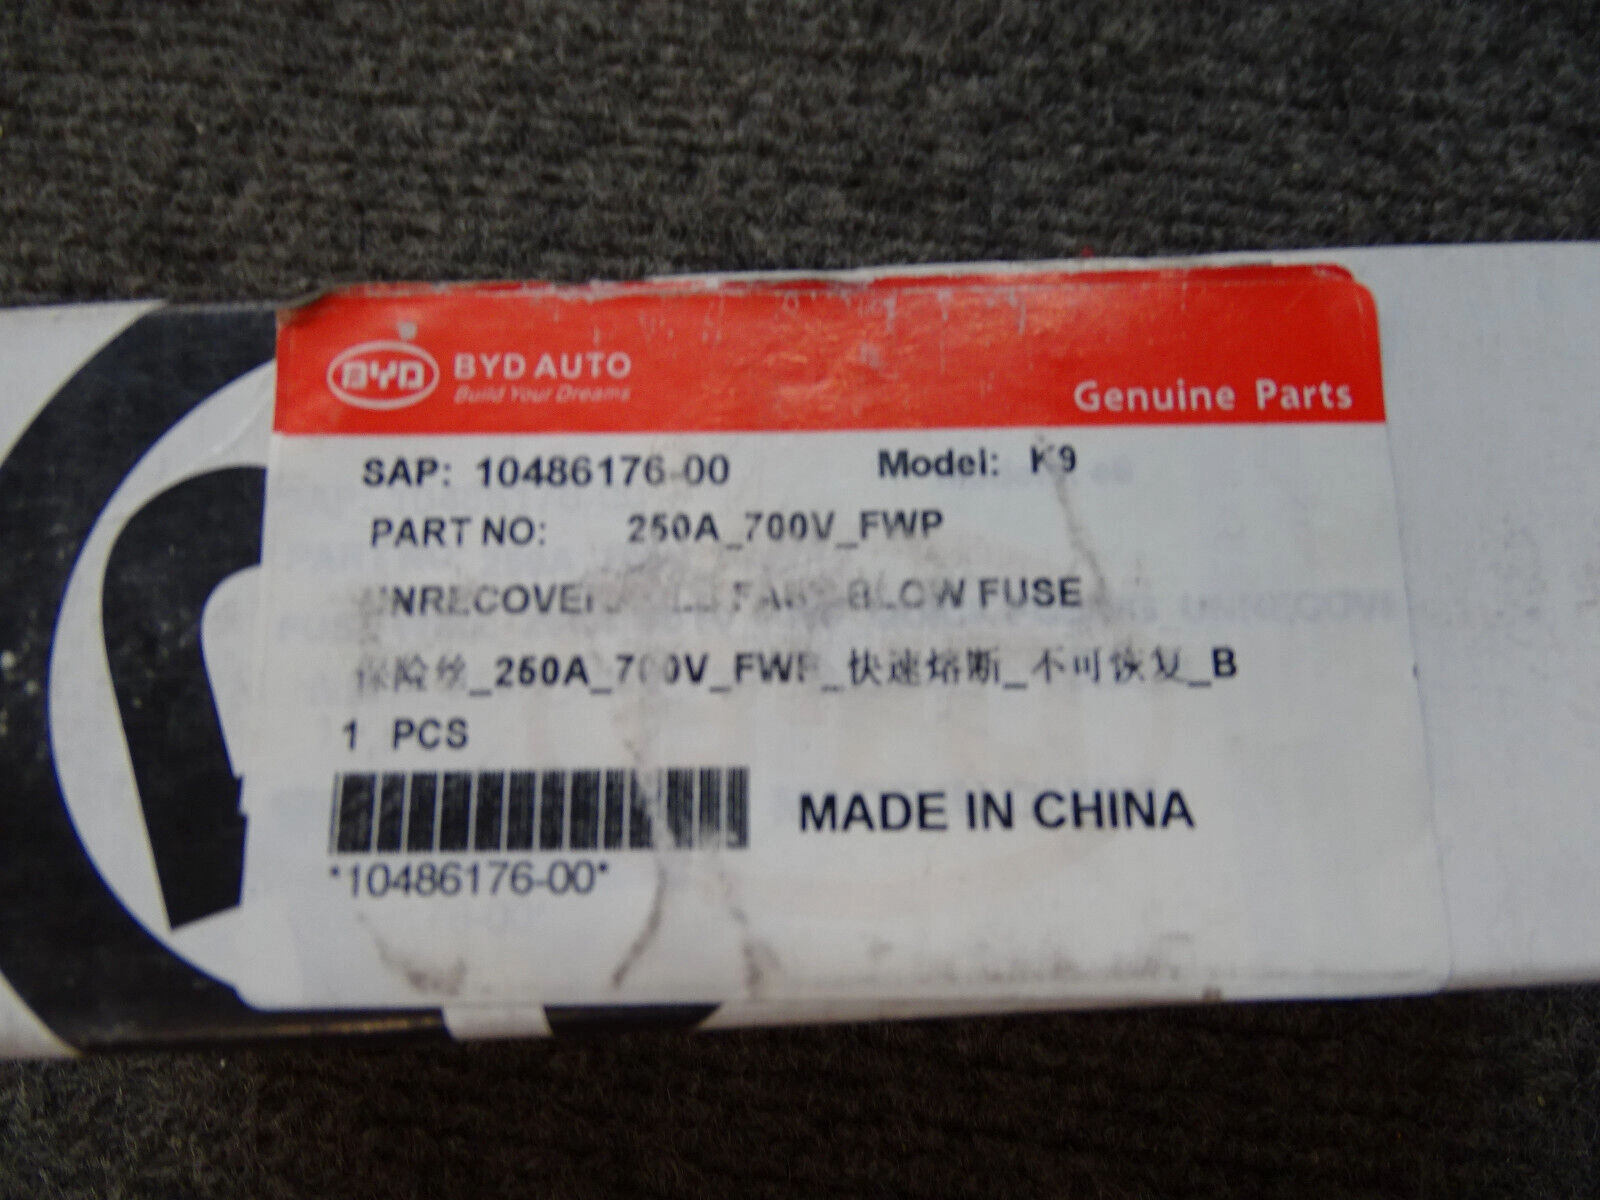 BYD BYD AUTO
Build Your Dreams
Genuine Parts
SAP: 10486176-00 Model: K9
PART NO: 250A_700V_FWP
BLOW FUSE
保险丝_250A_700V_FWP_快速熔断_不可恢复_B
1 PCS
MADE IN CHINA
*10486176-00*